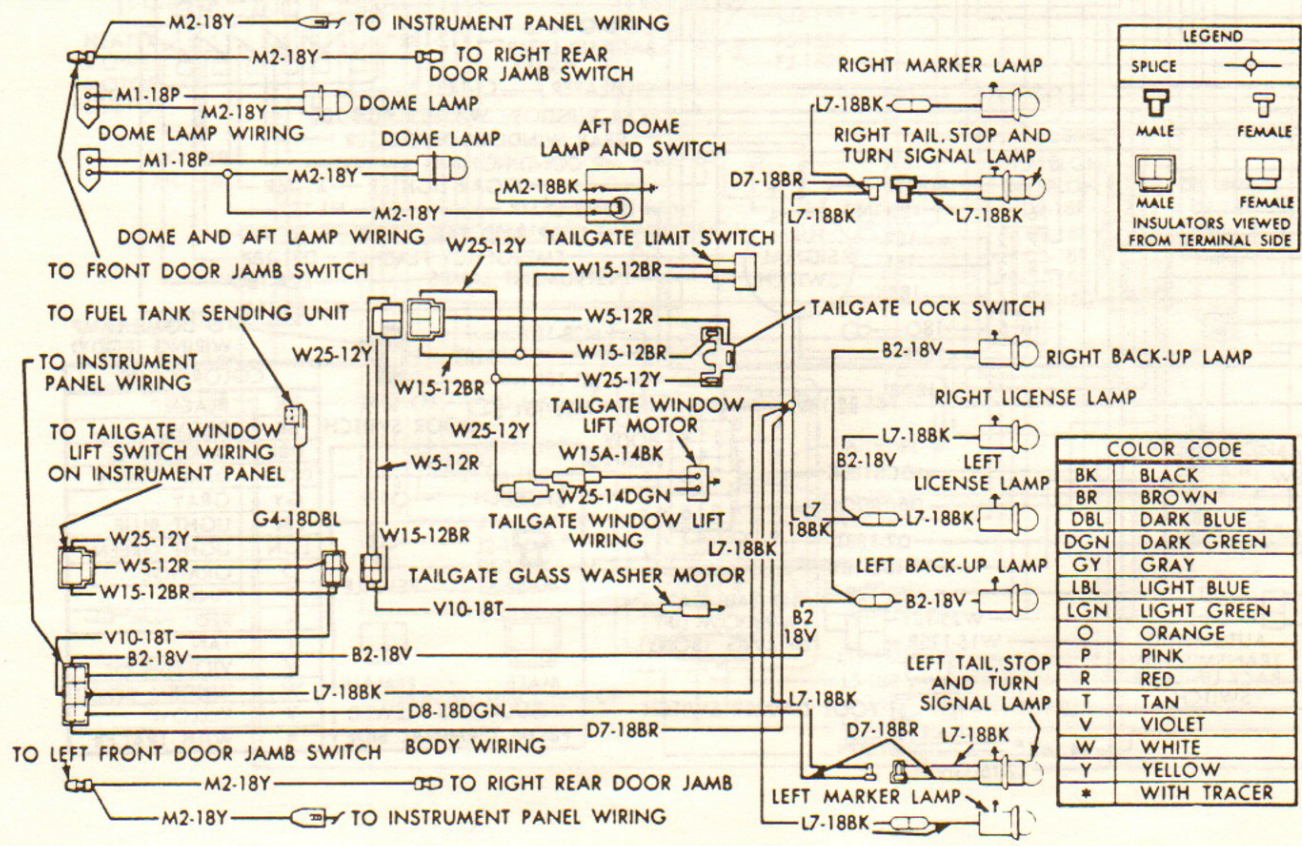 M2-18Y
TO INSTRUMENT PANEL WIRING
M2-18Y
TO RIGHT REAR
DOOR JAMB SWITCH
M1-18P
DOME LAMP
M2-18Y
DOME LAMP WIRING
DOME LAMP
M1-18P
M2-18Y
AFT DOME
LAMP AND SWITCH
M2-18BK
M2-18Y
DOME AND AFT LAMP WIRING
TO FRONT DOOR JAMB SWITCH
RIGHT MARKER LAMP
L7-18BK
RIGHT TAIL, STOP AND
TURN SIGNAL LAMP
D7-18BR
L7-18BK
L7-18BK
LEGEND
SPLICE
MALE
FEMALE
MALE
FEMALE
INSULATORS VIEWED
FROM TERMINAL SIDE
W25-12Y
TAILGATE LIMIT SWITCH
W15-12BR
TO FUEL TANK SENDING UNIT
W5-12R
TAILGATE LOCK SWITCH
W25-12Y
W15-12BR
W15-12BR
W25-12Y
TO INSTRUMENT
PANEL WIRING
B2-18V
RIGHT BACK-UP LAMP
RIGHT LICENSE LAMP
TAILGATE WINDOW
LIFT MOTOR
W25-12Y
W15A-14BK
W25-14DGN
TAILGATE WINDOW LIFT
WIRING
TO TAILGATE WINDOW
LIFT SWITCH WIRING
ON INSTRUMENT PANEL
W5-12R
L7-18BK
B2-18V
LEFT
LICENSE LAMP
L7
18BK
L7-18BK
G4-18DBL
W25-12Y
W5-12R
W15-12BR
W15-12BR
L7-18BK
TAILGATE GLASS WASHER MOTOR
V10-18T
LEFT BACK-UP LAMP
B2-18V
B2
18V
V10-18T
B2-18V
B2-18V
L7-18BK
D8-18DGN
D7-18BR
BODY WIRING
L7-18BK
LEFT TAIL, STOP
AND TURN
SIGNAL LAMP
D7-18BR
L7-18BK
TO LEFT FRONT DOOR JAMB SWITCH
M2-18Y
TO RIGHT REAR DOOR JAMB
M2-18Y
TO INSTRUMENT PANEL WIRING
LEFT MARKER LAMP
L7-18BK
COLOR CODE
BK BLACK
BR BROWN
DBL DARK BLUE
DGN DARK GREEN
GY GRAY
LBL LIGHT BLUE
LGN LIGHT GREEN
O ORANGE
P PINK
R RED
T TAN
V VIOLET
W WHITE
Y YELLOW
* WITH TRACER